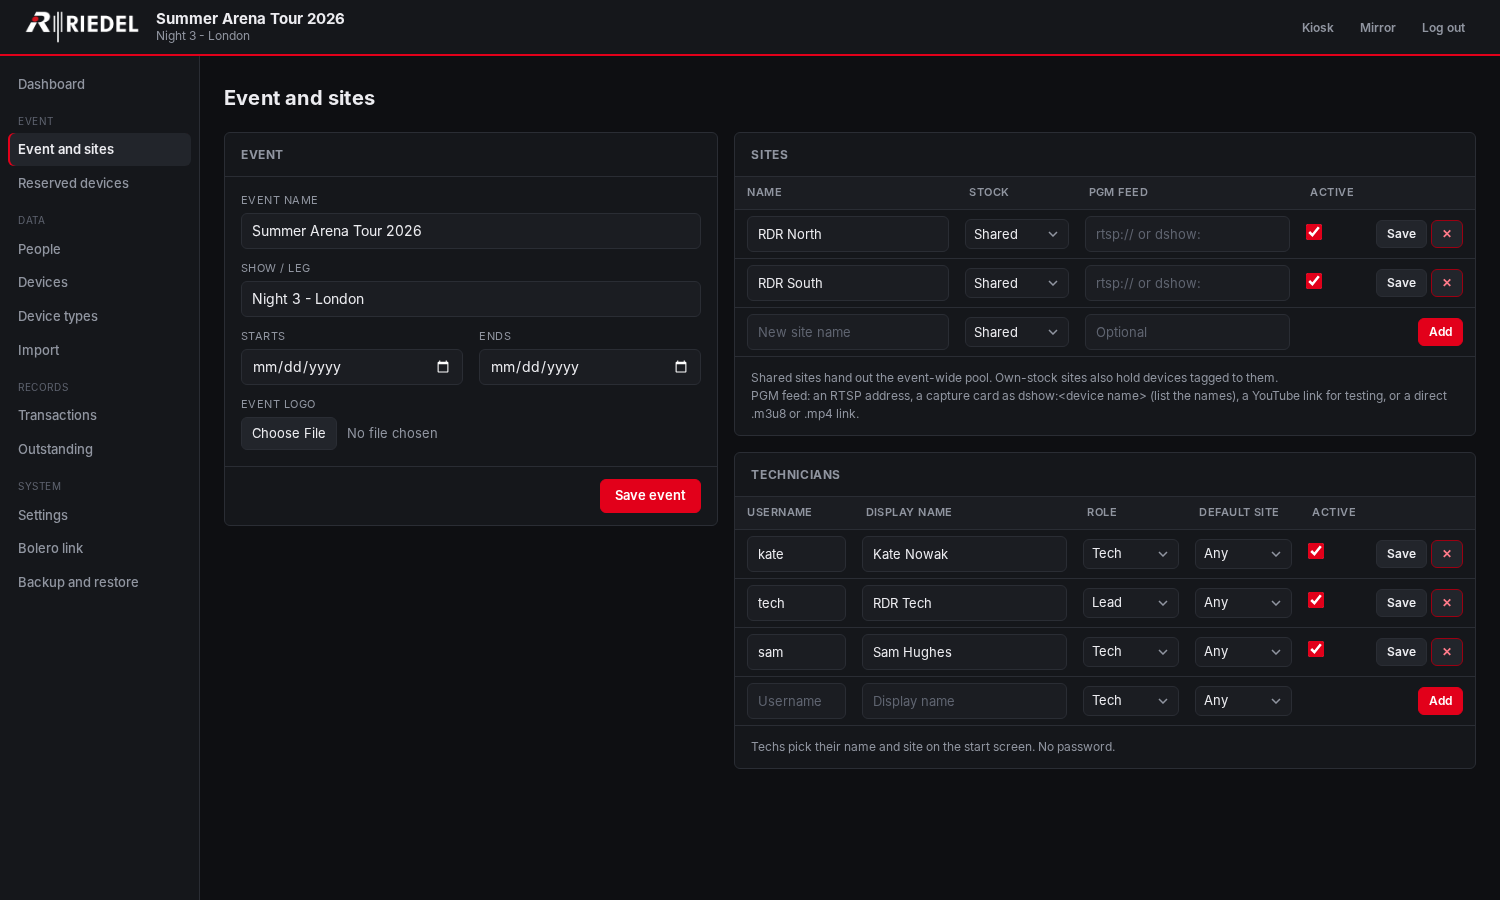 RIEDEL
Summer Arena Tour 2026
Night 3 - London
Kiosk
Mirror
Log out
Dashboard
EVENT
Event and sites
Reserved devices
DATA
People
Devices
Device types
Import
RECORDS
Transactions
Outstanding
SYSTEM
Settings
Bolero link
Backup and restore
Event and sites
EVENT
EVENT NAME
Summer Arena Tour 2026
SHOW / LEG
Night 3 - London
STARTS ENDS
mm/dd/yyyy mm/dd/yyyy
EVENT LOGO
Choose File No file chosen
Save event
SITES
NAME STOCK PGM FEED ACTIVE
RDR North Shared rtsp:// or dshow: Save ×
RDR South Shared rtsp:// or dshow: Save ×
New site name Shared Optional Add
Shared sites hand out the event-wide pool. Own-stock sites also hold devices tagged to them.
PGM feed: an RTSP address, a capture card as dshow:<device name> (list the names), a YouTube link for testing, or a direct
.m3u8 or .mp4 link.
TECHNICIANS
USERNAME DISPLAY NAME ROLE DEFAULT SITE ACTIVE
kate Kate Nowak Tech Any Save ×
tech RDR Tech Lead Any Save ×
sam Sam Hughes Tech Any Save ×
Username Display name Tech Any Add
Techs pick their name and site on the start screen. No password.